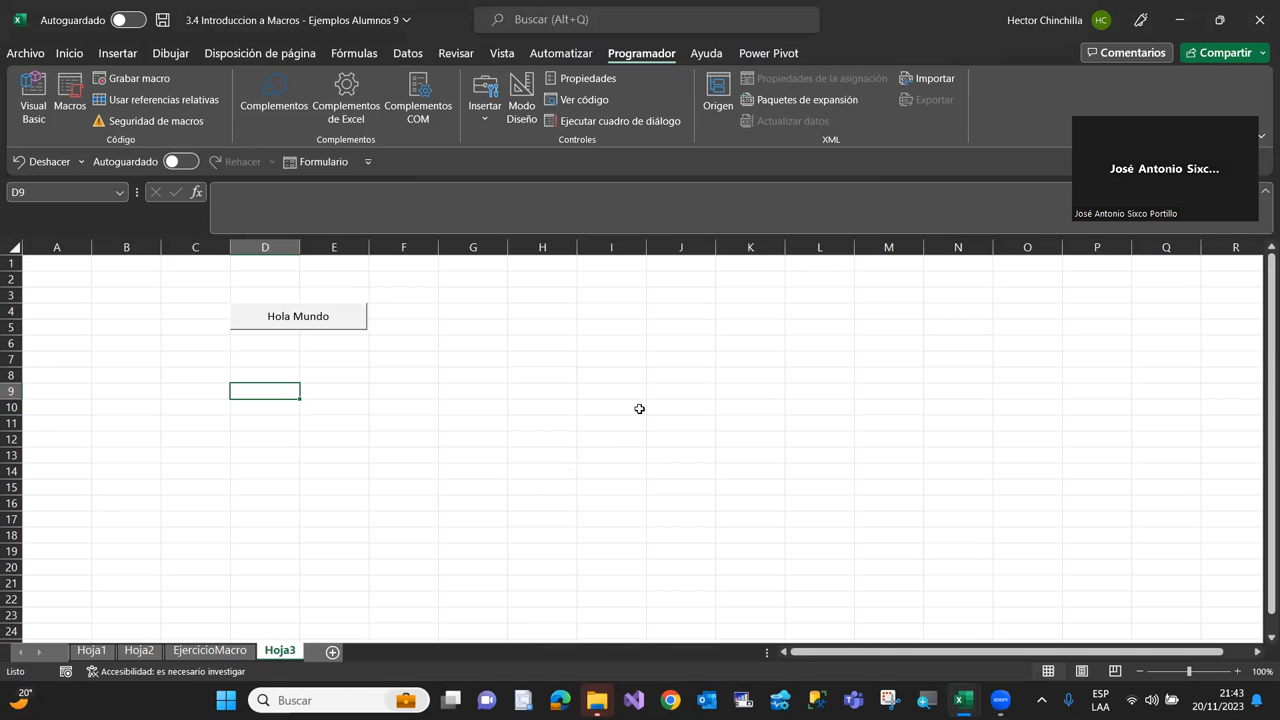 Autoguardado
3.4 Introduccion a Macros - Ejemplos Alumnos 9
Buscar (Alt+Q)
Hector Chinchilla
HC
Archivo Inicio Insertar Dibujar Disposición de página Fórmulas Datos Revisar Vista Automatizar Programador Ayuda Power Pivot
Comentarios
Compartir
Visual Basic
Macros
Grabar macro
Usar referencias relativas
Seguridad de macros
Código
Complementos
Complementos de Excel
Complementos COM
Complementos
Insertar
Modo Diseño
Propiedades
Ver código
Ejecutar cuadro de diálogo
Controles
Origen
Propiedades de la asignación
Paquetes de expansión
Actualizar datos
Importar
Exportar
XML
José Antonio Sixc...
José Antonio Sixco Portillo
Deshacer Autoguardado Rehacer Formulario
D9
fx
A B C D E F G H I J K L M N O P Q R
1
2
3
4
Hola Mundo
5
6
7
8
9
10
11
12
13
14
15
16
17
18
19
20
21
22
23
24
Hoja1 Hoja2 EjercicioMacro Hoja3
Listo
Accesibilidad: es necesario investigar
100%
20°
Buscar
zoom
ESP
LAA
21:43
20/11/2023